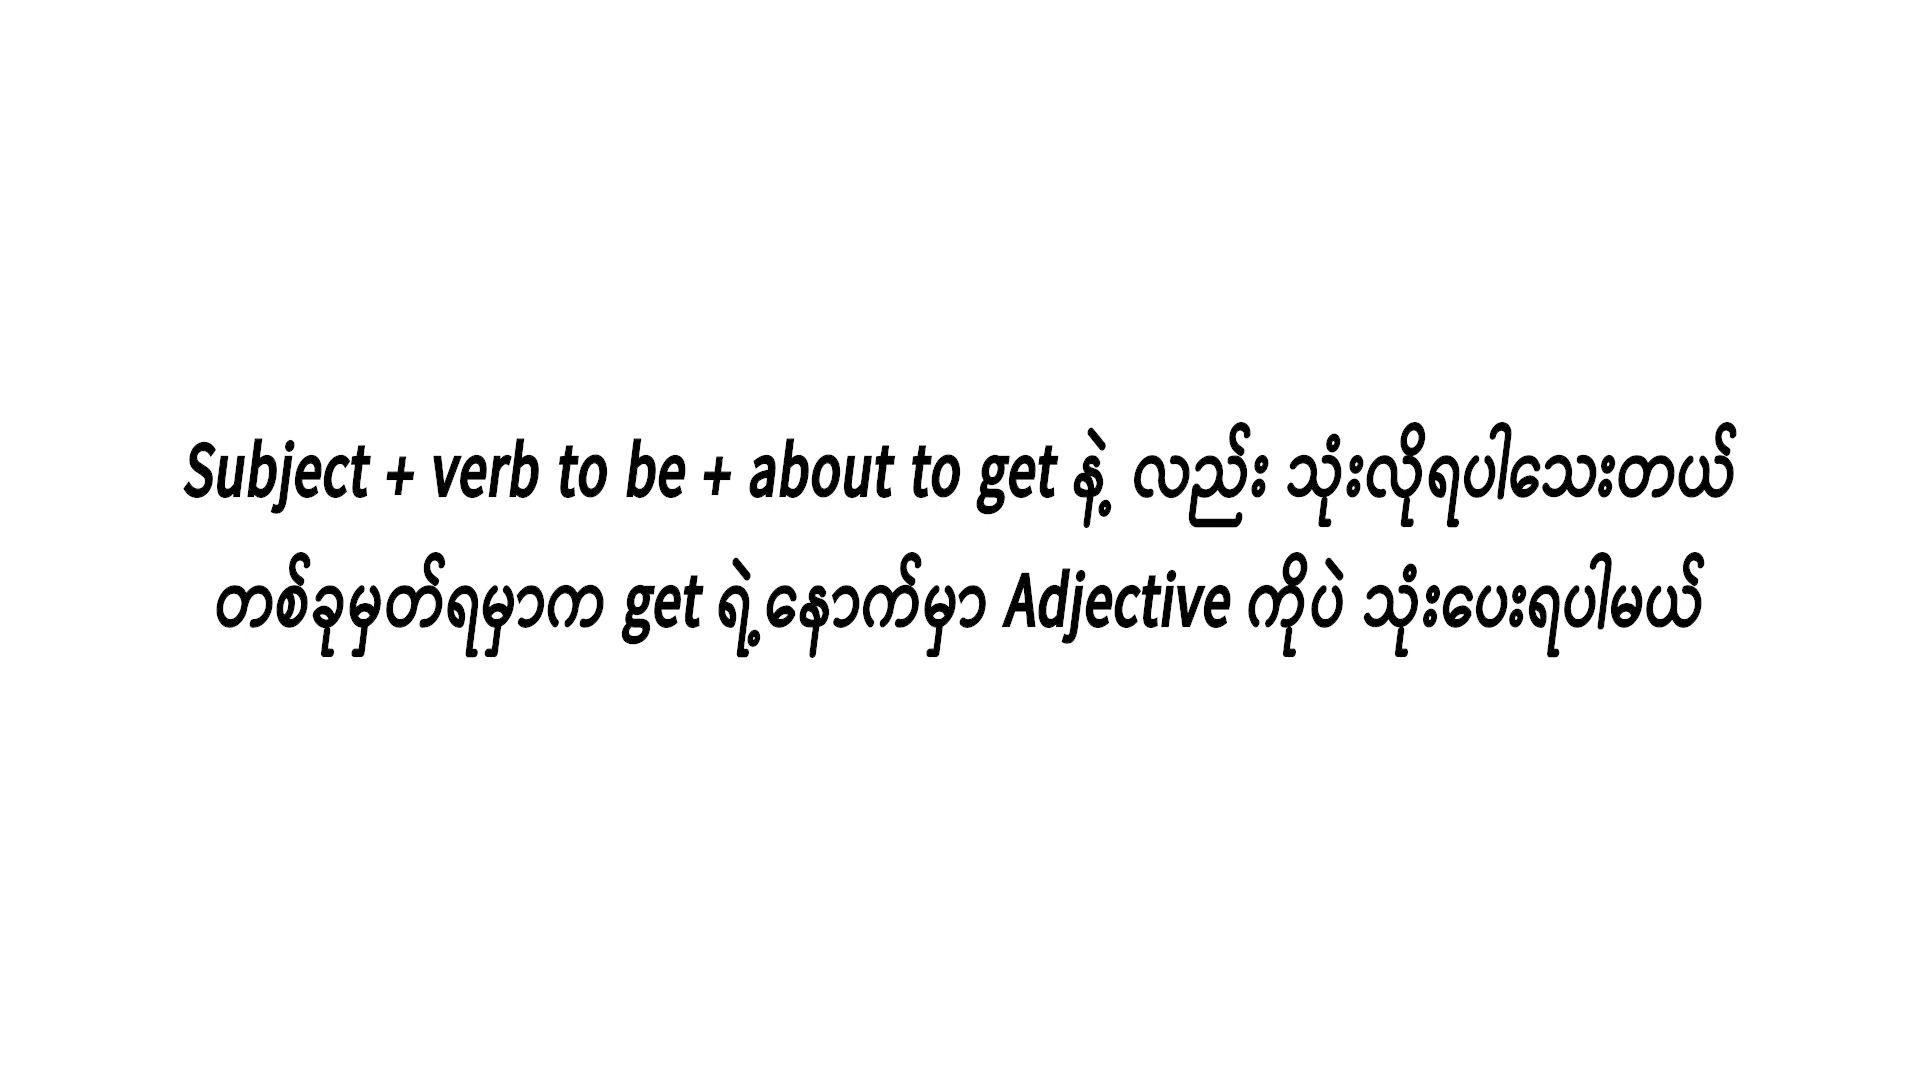 Subject + verb to be + about to get နဲ့ လည်း သုံးလို့ရပါသေးတယ်
တစ်ခုမှတ်ရမှာက get ရဲ့နောက်မှာ Adjective ကိုပဲ သုံးပေးရပါမယ်